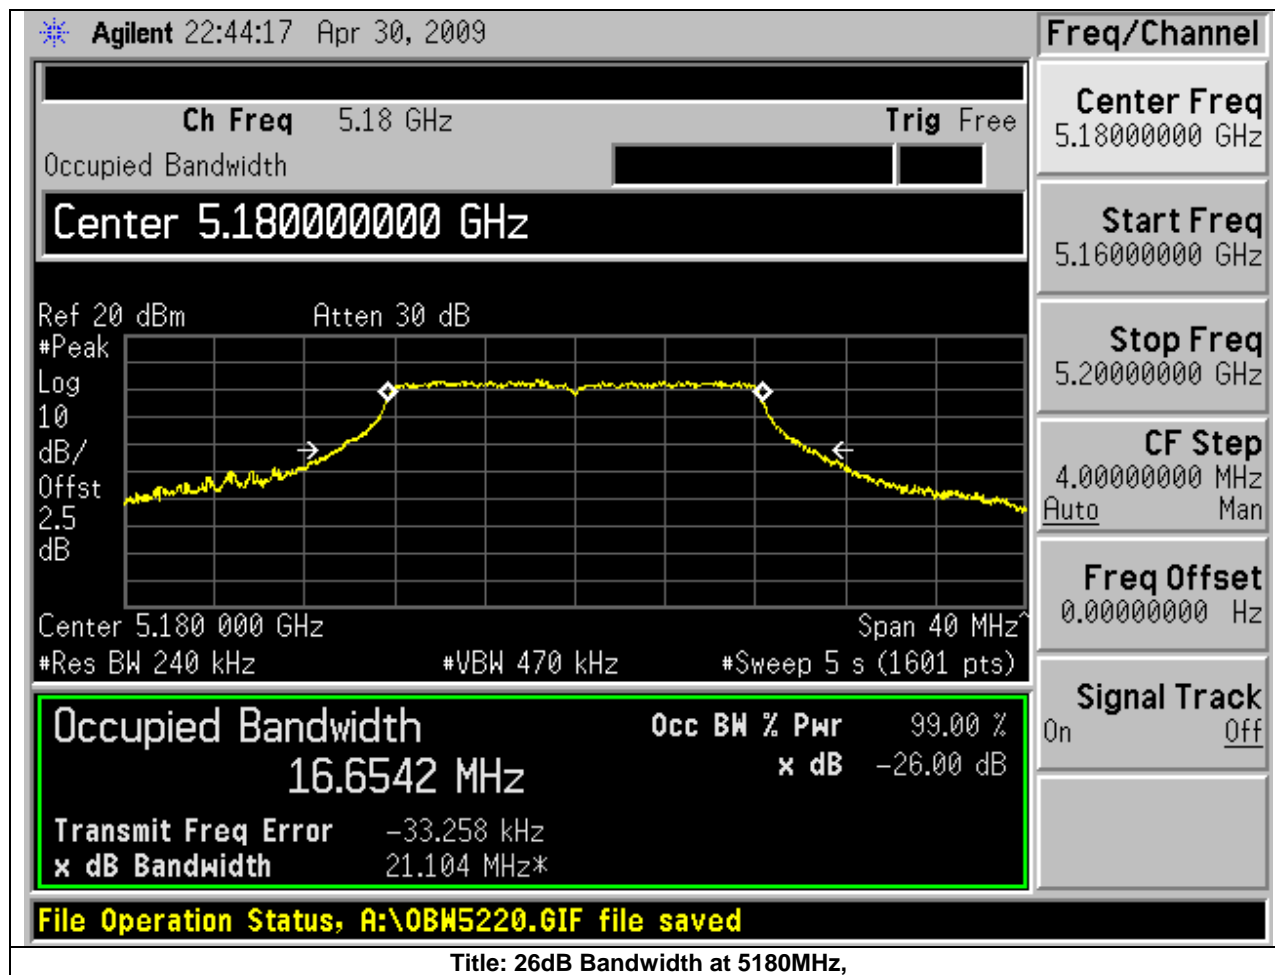 Agilent 22:44:17 Apr 30, 2009
Freq/Channel
Ch Freq 5.18 GHz Trig Free
Occupied Bandwidth
Center 5.180000000 GHz
Ref 20 dBm Atten 30 dB
#Peak
Log
10
dB/
Offst
2.5
dB
Center 5.180 000 GHz Span 40 MHz^
#Res BW 240 kHz #VBW 470 kHz #Sweep 5 s (1601 pts)
Occupied Bandwidth
16.6542 MHz
Occ BW % Pwr 99.00 %
x dB -26.00 dB
Transmit Freq Error -33.258 kHz
x dB Bandwidth 21.104 MHz*
File Operation Status, A:\OBW5220.GIF file saved
Center Freq
5.18000000 GHz
Start Freq
5.16000000 GHz
Stop Freq
5.20000000 GHz
CF Step
4.00000000 MHz
Auto Man
Freq Offset
0.00000000 Hz
Signal Track
On Off
Title: 26dB Bandwidth at 5180MHz,